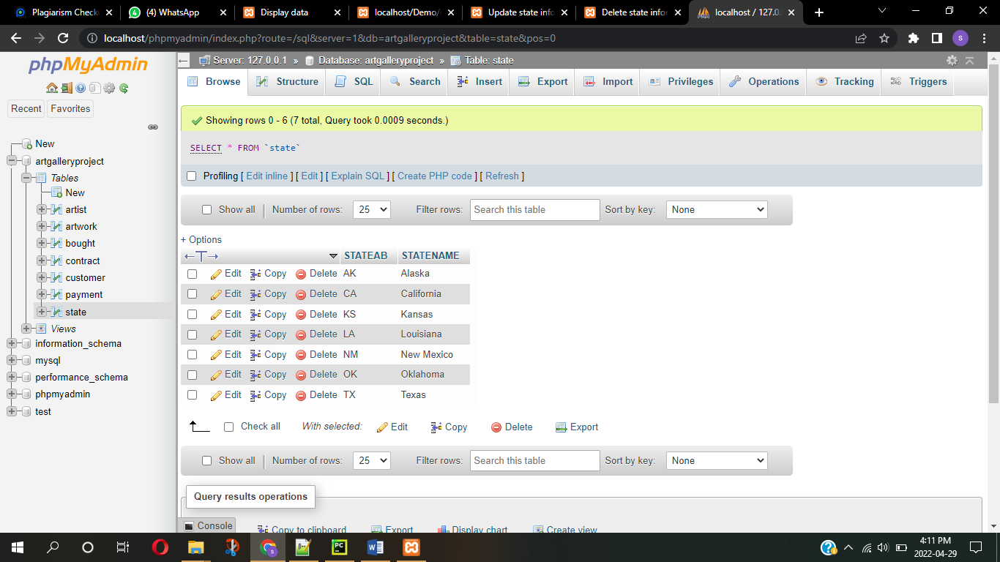 Plagiarism Check
(4) WhatsApp
Display data
localhost/Demo/
Update state info
Delete state infor
localhost / 127.0.
localhost/phpmyadmin/index.php?route=/sql&server=1&db=artgalleryproject&table=state&pos=0
s
phpMyAdmin
Recent
Favorites
New
artgalleryproject
Tables
New
artist
artwork
bought
contract
customer
payment
state
Views
information_schema
mysql
performance_schema
phpmyadmin
test
Server: 127.0.0.1 » Database: artgalleryproject » Table: state
Browse Structure SQL Search Insert Export Import Privileges Operations Tracking Triggers
Showing rows 0 - 6 (7 total, Query took 0.0009 seconds.)
SELECT * FROM `state`
Profiling [ Edit inline ] [ Edit ] [ Explain SQL ] [ Create PHP code ] [ Refresh ]
Show all Number of rows: 25 Filter rows: Search this table Sort by key: None
+ Options
←T→ STATEAB STATENAME
Edit Copy Delete AK Alaska
Edit Copy Delete CA California
Edit Copy Delete KS Kansas
Edit Copy Delete LA Louisiana
Edit Copy Delete NM New Mexico
Edit Copy Delete OK Oklahoma
Edit Copy Delete TX Texas
Check all With selected: Edit Copy Delete Export
Show all Number of rows: 25 Filter rows: Search this table Sort by key: None
Query results operations
Console
Copy to clipboard Export Display chart Create view
PC
W
4:11 PM
2022-04-29